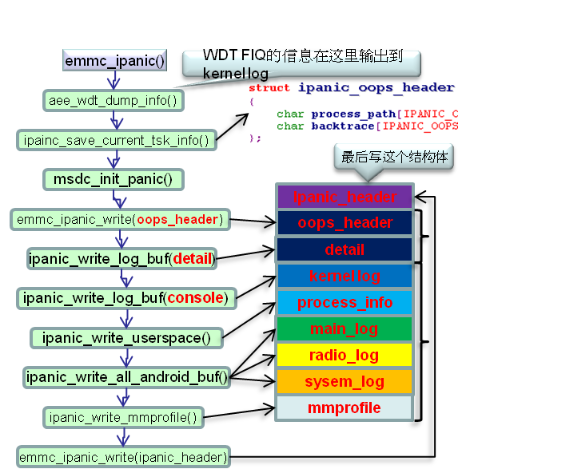 WDT FIQ的信息在这里输出到
kernel log
emmc_ipanic()
aee_wdt_dump_info()
ipainc_save_current_tsk_info()
msdc_init_panic()
emmc_ipanic_write(oops_header)
ipanic_write_log_buf(detail)
ipanic_write_log_buf(console)
ipanic_write_userspace()
ipanic_write_all_android_buf()
ipanic_write_mmprofile()
emmc_ipanic_write(ipanic_header)
struct ipanic_oops_header
{
char process_path[IPANIC_O
char backtrace[IPANIC_OOPS
};
最后写这个结构体
ipanic_header
oops_header
detail
kernel log
process_info
main_log
radio_log
sysem_log
mmprofile